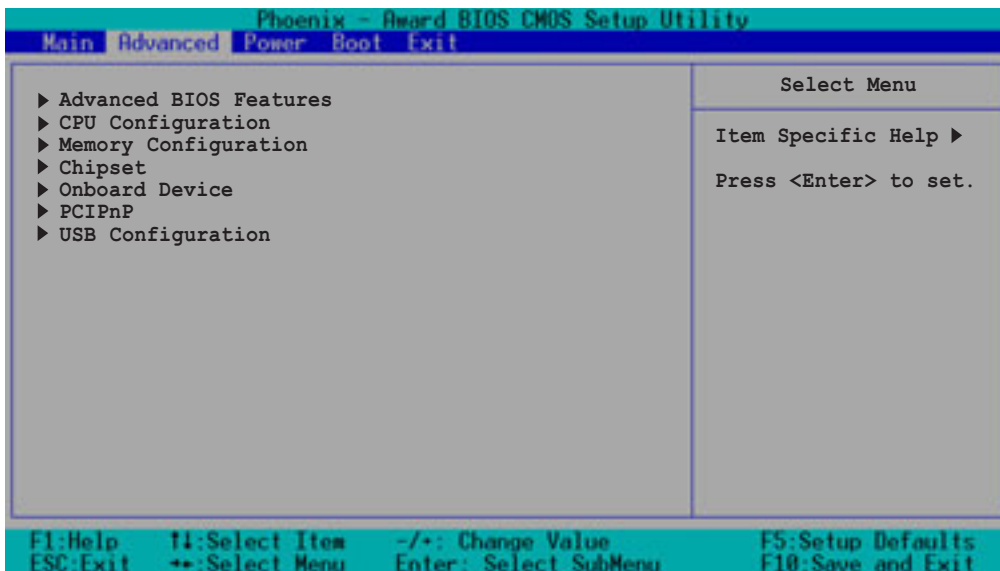 Phoenix - Award BIOS CMOS Setup Utility
Main Advanced Power Boot Exit
Advanced BIOS Features
CPU Configuration
Memory Configuration
Chipset
Onboard Device
PCIPnP
USB Configuration
Select Menu
Item Specific Help
Press <Enter> to set.
F1:Help ↑↓:Select Item -/+: Change Value F5:Setup Defaults
ESC:Exit ←→:Select Menu Enter: Select SubMenu F10:Save and Exit